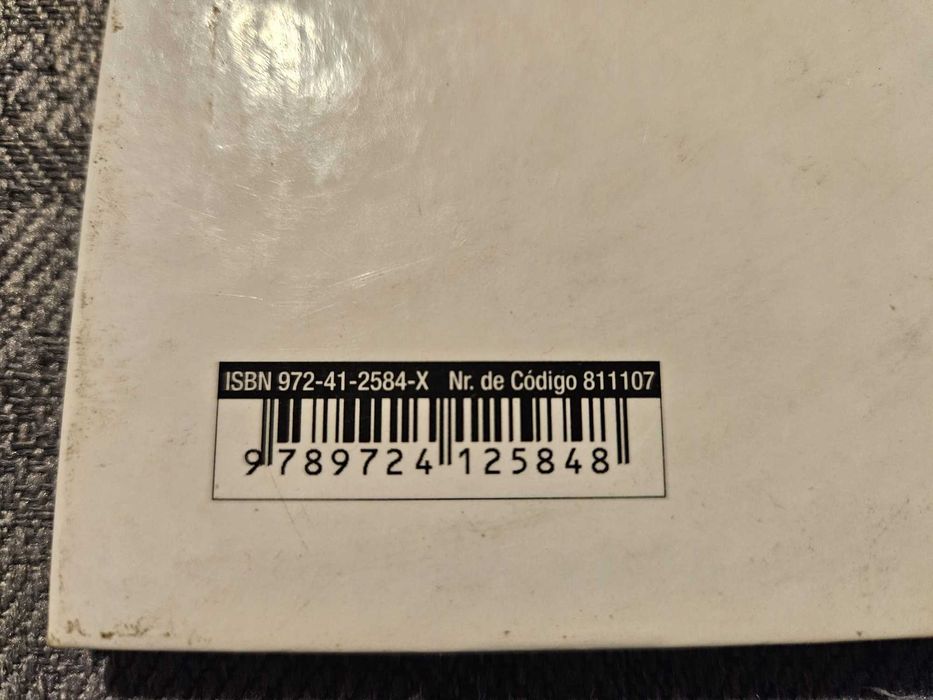 ISBN 972-41-2584-X Nr. de Código 811107
9 789724 125848